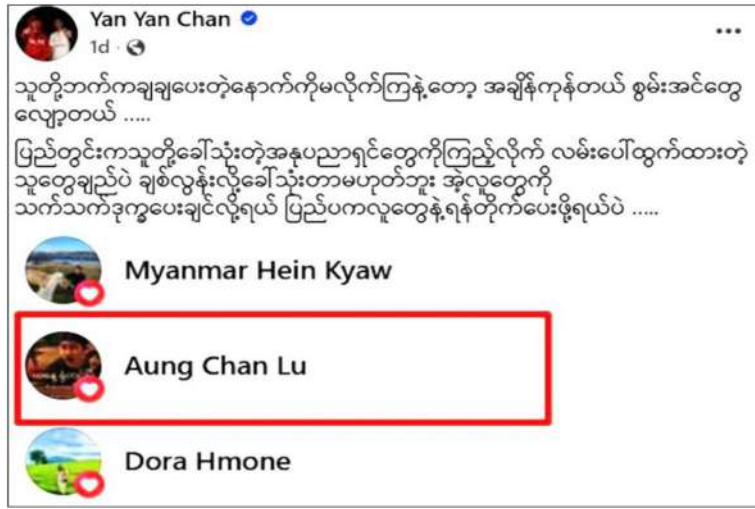 Yan Yan Chan
1d
သူတို့ဘက်ကချချပေးတဲ့နောက်ကိုမလိုက်ကြနဲ့တော့ အချိန်ကုန်တယ် စွမ်းအင်တွေ
လျော့တယ် .....
ပြည်တွင်းကသူတို့ခေါ်သုံးတဲ့အနုပညာရှင်တွေကိုကြည့်လိုက် လမ်းပေါ်ထွက်ထားတဲ့
သူတွေချည်ပဲ ချစ်လွန်းလို့ခေါ်သုံးတာမဟုတ်ဘူး အဲ့လူတွေကို
သက်သက်ဒုက္ခပေးချင်လို့ရယ် ပြည်ပကလူတွေနဲ့ရန်တိုက်ပေးဖို့ရယ်ပဲ .....
Myanmar Hein Kyaw
Aung Chan Lu
Dora Hmone